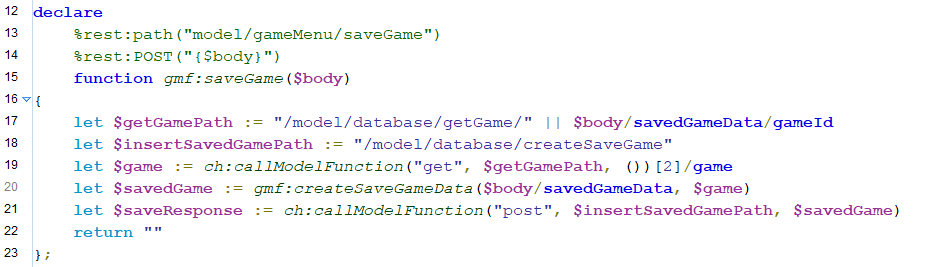 12 declare
13     %rest:path("model/gameMenu/saveGame")
14     %rest:POST("{$body}")
15     function gmf:saveGame($body)
16 {
17     let $getGamePath := "/model/database/getGame/" || $body/savedGameData/gameId
18     let $insertSavedGamePath := "/model/database/createSaveGame"
19     let $game := ch:callModelFunction("get", $getGamePath, ())[2]/game
20     let $savedGame := gmf:createSaveGameData($body/savedGameData, $game)
21     let $saveResponse := ch:callModelFunction("post", $insertSavedGamePath, $savedGame)
22     return ""
23 };